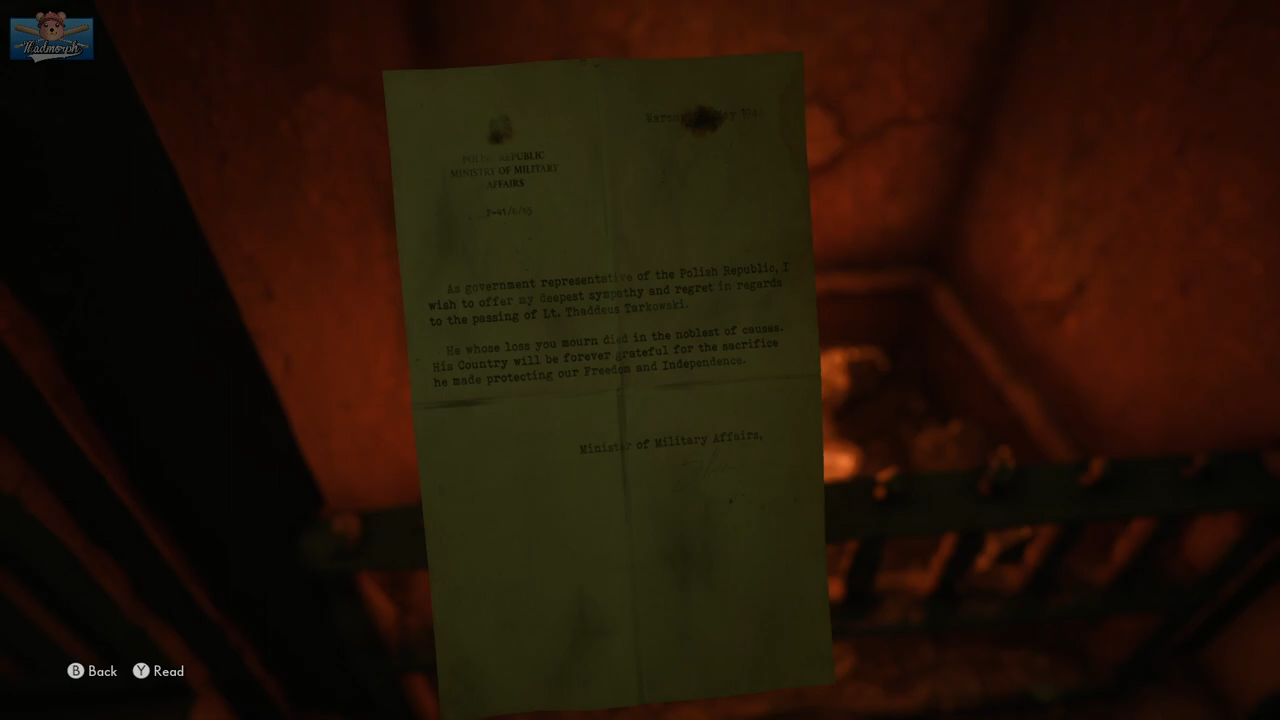 Madmorph
POLISH REPUBLIC
MINISTRY OF MILITARY
AFFAIRS
As government representative of the Polish Republic, I
wish to offer my deepest sympathy and regret in regards
to the passing of Lt. Thaddeus Tarkowski.
He whose loss you mourn died in the noblest of causes.
His Country will be forever grateful for the sacrifice
he made protecting our Freedom and Independence.
Minister of Military Affairs,
B Back
Y Read